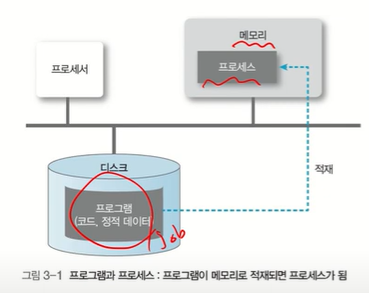 메모리
프로세서
프로세스
적재
디스크
프로그램
(코드, 정적 데이터)
그림 3-1 프로그램과 프로세스 : 프로그램이 메모리로 적재되면 프로세스가 됨